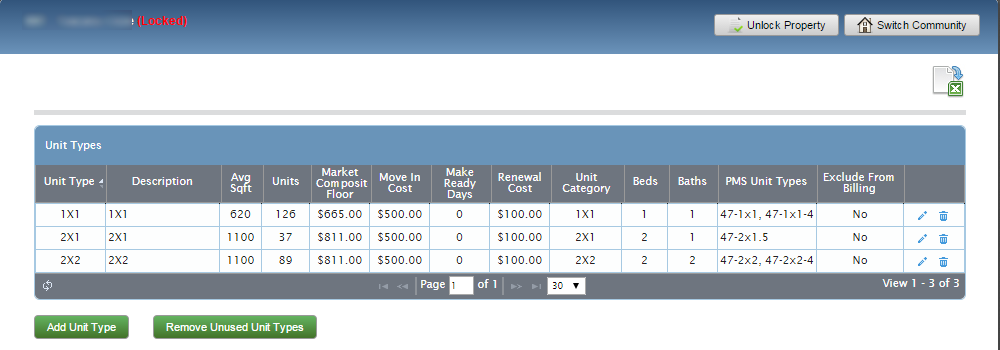 (Locked)
Unlock Property
Switch Community
Unit Types
Unit Type Description Avg Sqft Units Market Composit Floor Move In Cost Make Ready Days Renewal Cost Unit Category Beds Baths PMS Unit Types Exclude From Billing
1X1 1X1 620 126 $665.00 $500.00 0 $100.00 1X1 1 1 47-1x1, 47-1x1-4 No
2X1 2X1 1100 37 $811.00 $500.00 0 $100.00 2X1 2 1 47-2x1.5 No
2X2 2X2 1100 89 $811.00 $500.00 0 $100.00 2X2 2 2 47-2x2, 47-2x2-4 No
Page 1 of 1 30 View 1 - 3 of 3
Add Unit Type
Remove Unused Unit Types